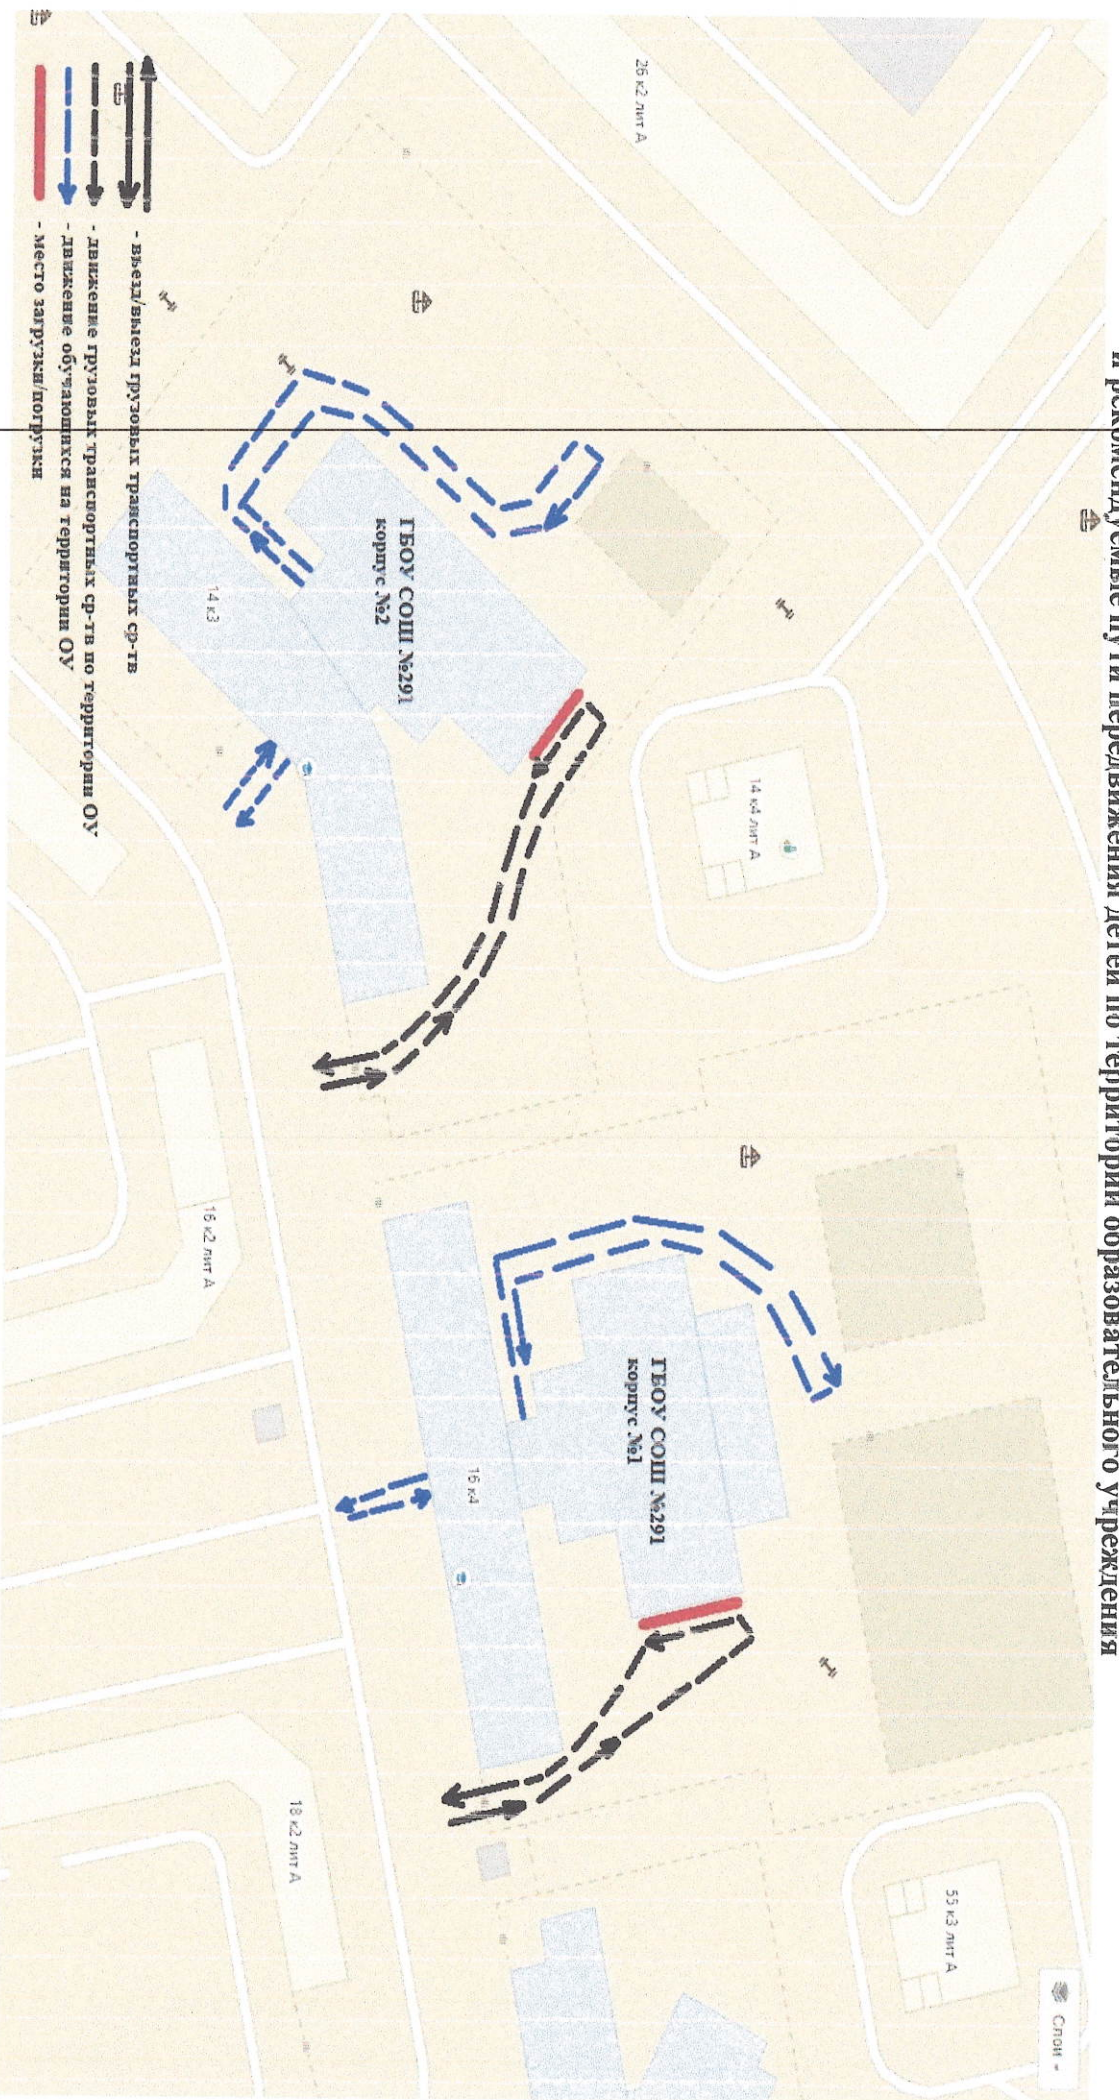 и рекомендуемые пути передвижения детей по территории образовательного учреждения
Слои
26 к2 лит А
14 к4 лит А
55 к3 лит А
ГБОУ СОШ №291
корпус №2
14 к3
ГБОУ СОШ №291
корпус №1
16 к4
16 к2 лит А
18 к2 лит А
- въезд/выезд грузовых транспортных ср-тв
- движение грузовых транспортных ср-тв по территории ОУ
- движение обучающихся на территории ОУ
- место загрузки/погрузки